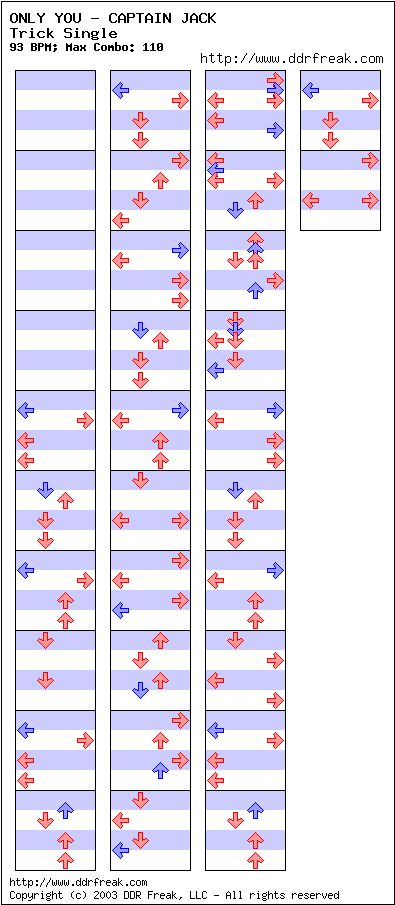 ONLY YOU - CAPTAIN JACK
Trick Single
93 BPM; Max Combo: 110
http://www.ddrfreak.com
http://www.ddrfreak.com
Copyright (c) 2003 DDR Freak, LLC - All rights reserved